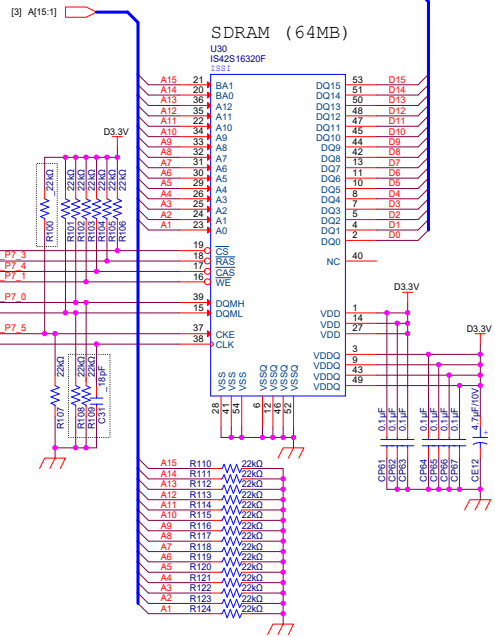 [3] A[15:1]
SDRAM (64MB)
U30
IS42S16320F
ISSI
A15 21 BA1 DQ15 53 D15
A14 20 BA0 DQ14 51 D14
A13 36 A12 DQ13 50 D13
A12 35 A11 DQ12 48 D12
A11 22 A10 DQ11 47 D11
A10 34 A9 DQ10 45 D10
A9 33 A8 DQ9 44 D9
A8 32 A7 DQ8 42 D8
A7 31 A6 DQ7 13 D7
A6 30 A5 DQ6 11 D6
A5 29 A4 DQ5 10 D5
A4 26 A3 DQ4 8 D4
A3 25 A2 DQ3 7 D3
A2 24 A1 DQ2 5 D2
A1 23 A0 DQ1 4 D1
DQ0 2 D0
D3.3V
22kΩ 22kΩ 22kΩ 22kΩ 22kΩ 22kΩ 22kΩ
R100 R101 R102 R103 R104 R105 R106
19 CS
P7_3 18 RAS NC 40
P7_4 17 CAS
P7_1 16 WE
P7_0 39 DQMH
15 DQML
P7_5 37 CKE
38 CLK
D3.3V
VDD 1
VDD 14
VDD 27
D3.3V
VDDQ 3
VDDQ 9
VDDQ 43
VDDQ 49
VSS VSS VSS VSSQ VSSQ VSSQ VSSQ
28 41 54 6 12 46 52
22kΩ 22kΩ 22kΩ 18pF
R107 R108 R109 C31
0.1μF 0.1μF 0.1μF 0.1μF 0.1μF 0.1μF 0.1μF 4.7μF/10V
CP61 CP62 CP63 CP64 CP65 CP66 CP67 CE12
A15 R110 22kΩ
A14 R111 22kΩ
A13 R112 22kΩ
A12 R113 22kΩ
A11 R114 22kΩ
A10 R115 22kΩ
A9 R116 22kΩ
A8 R117 22kΩ
A7 R118 22kΩ
A6 R119 22kΩ
A5 R120 22kΩ
A4 R121 22kΩ
A3 R122 22kΩ
A2 R123 22kΩ
A1 R124 22kΩ